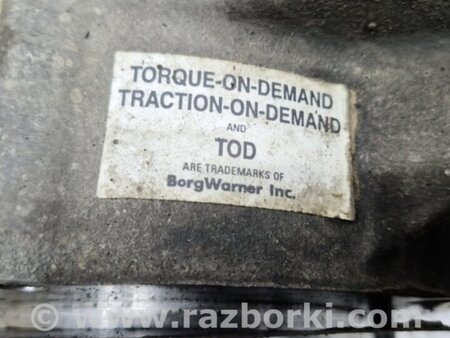 TORQUE-ON-DEMAND
TRACTION-ON-DEMAND
AND
TOD
ARE TRADEMARKS OF
BorgWarner Inc.
www.razborki.com